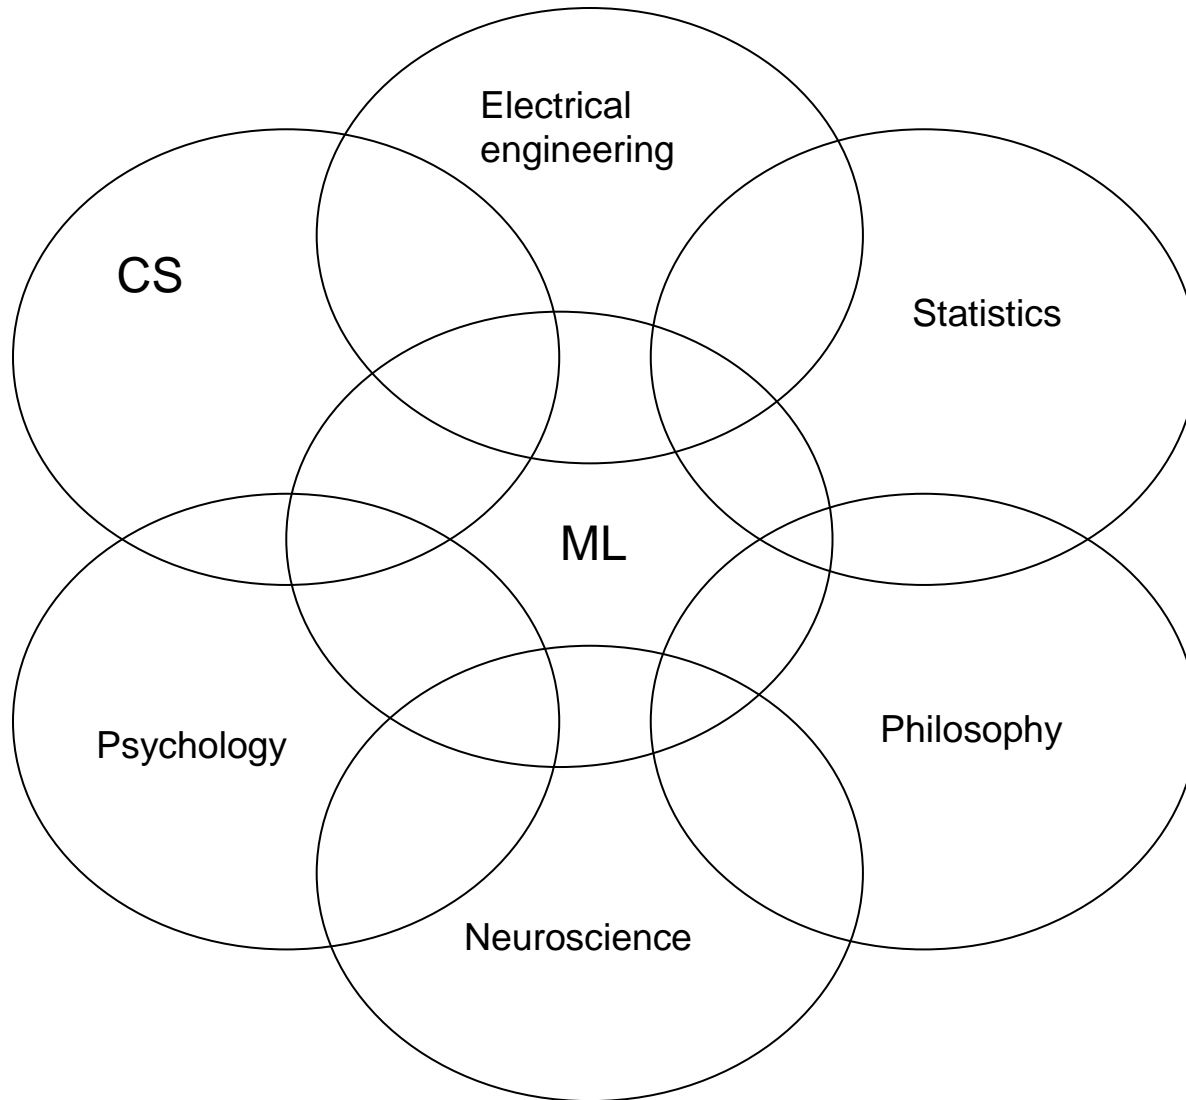 Electrical
engineering
CS
Statistics
ML
Psychology
Philosophy
Neuroscience